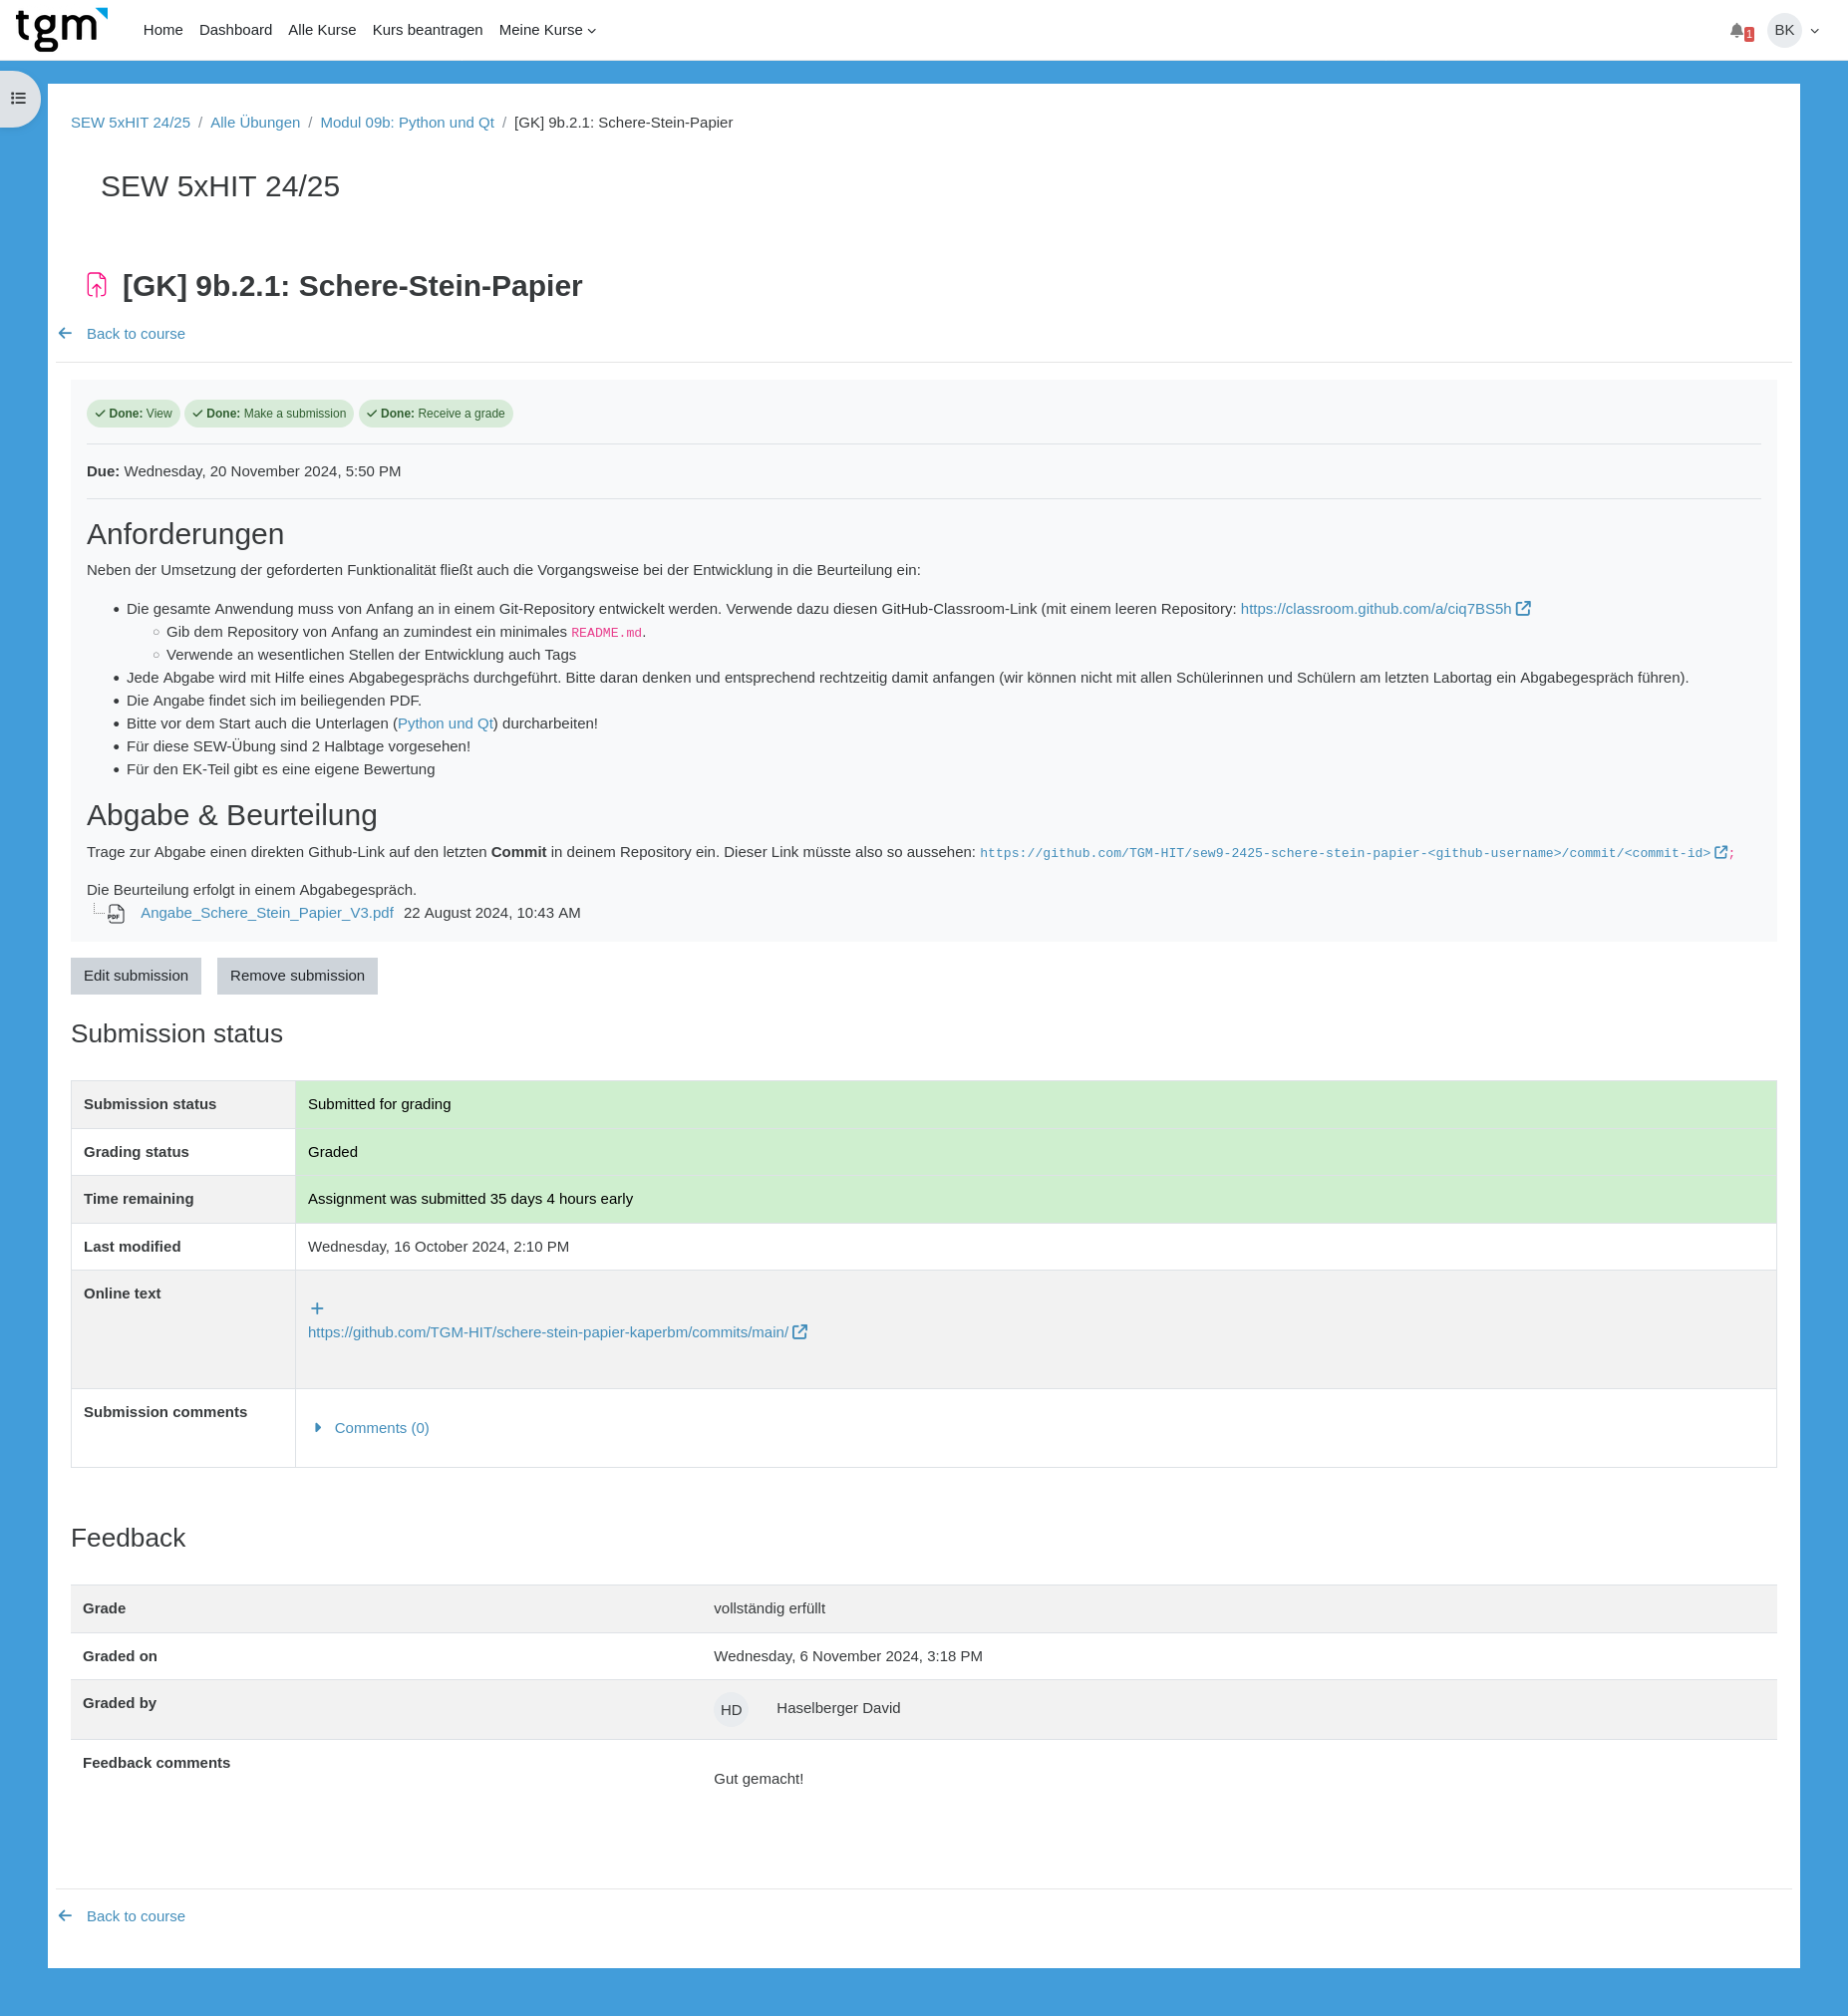 tgm
Home Dashboard Alle Kurse Kurs beantragen Meine Kurse
1 BK
SEW 5xHIT 24/25 / Alle Übungen / Modul 09b: Python und Qt / [GK] 9b.2.1: Schere-Stein-Papier
SEW 5xHIT 24/25
[GK] 9b.2.1: Schere-Stein-Papier
Back to course
Done: View Done: Make a submission Done: Receive a grade
Due: Wednesday, 20 November 2024, 5:50 PM
Anforderungen
Neben der Umsetzung der geforderten Funktionalität fließt auch die Vorgangsweise bei der Entwicklung in die Beurteilung ein:
Die gesamte Anwendung muss von Anfang an in einem Git-Repository entwickelt werden. Verwende dazu diesen GitHub-Classroom-Link (mit einem leeren Repository: https://classroom.github.com/a/ciq7BS5h
Gib dem Repository von Anfang an zumindest ein minimales README.md.
Verwende an wesentlichen Stellen der Entwicklung auch Tags
Jede Abgabe wird mit Hilfe eines Abgabegesprächs durchgeführt. Bitte daran denken und entsprechend rechtzeitig damit anfangen (wir können nicht mit allen Schülerinnen und Schülern am letzten Labortag ein Abgabegespräch führen).
Die Angabe findet sich im beiliegenden PDF.
Bitte vor dem Start auch die Unterlagen (Python und Qt) durcharbeiten!
Für diese SEW-Übung sind 2 Halbtage vorgesehen!
Für den EK-Teil gibt es eine eigene Bewertung
Abgabe & Beurteilung
Trage zur Abgabe einen direkten Github-Link auf den letzten Commit in deinem Repository ein. Dieser Link müsste also so aussehen: https://github.com/TGM-HIT/sew9-2425-schere-stein-papier-<github-username>/commit/<commit-id> ;
Die Beurteilung erfolgt in einem Abgabegespräch.
PDF Angabe_Schere_Stein_Papier_V3.pdf 22 August 2024, 10:43 AM
Edit submission Remove submission
Submission status
Submission status Submitted for grading
Grading status Graded
Time remaining Assignment was submitted 35 days 4 hours early
Last modified Wednesday, 16 October 2024, 2:10 PM
Online text
https://github.com/TGM-HIT/schere-stein-papier-kaperbm/commits/main/
Submission comments
Comments (0)
Feedback
Grade vollständig erfüllt
Graded on Wednesday, 6 November 2024, 3:18 PM
Graded by HD Haselberger David
Feedback comments
Gut gemacht!
Back to course